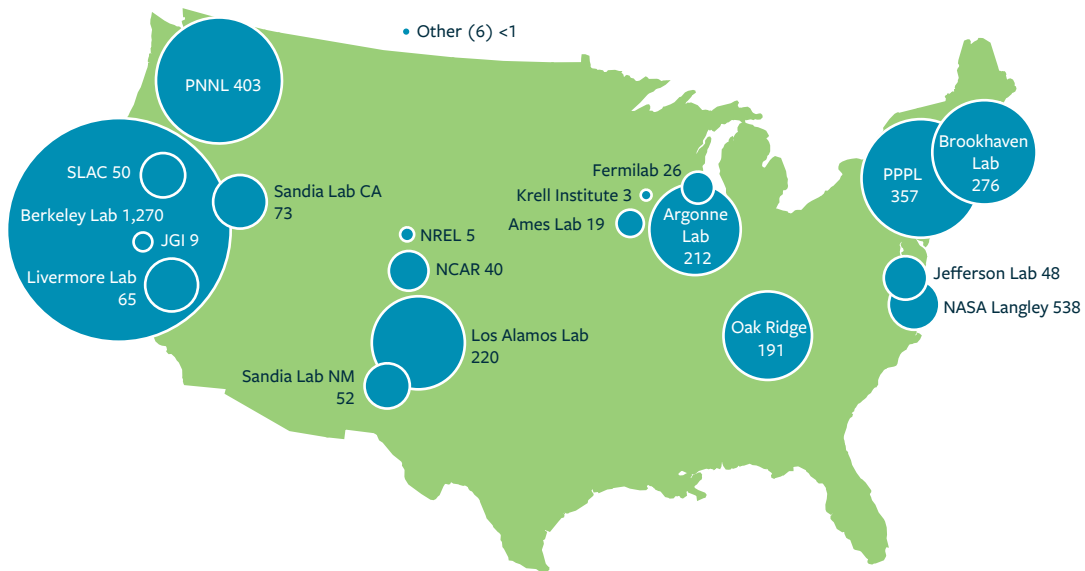 Other (6) <1
PNNL 403
SLAC 50
Berkeley Lab 1,270
JGI 9
Livermore Lab
65
Sandia Lab CA
73
NREL 5
NCAR 40
Los Alamos Lab
220
Sandia Lab NM
52
Fermilab 26
Krell Institute 3
Ames Lab 19
Argonne
Lab
212
Oak Ridge
191
PPPL
357
Brookhaven
Lab
276
Jefferson Lab 48
NASA Langley 538